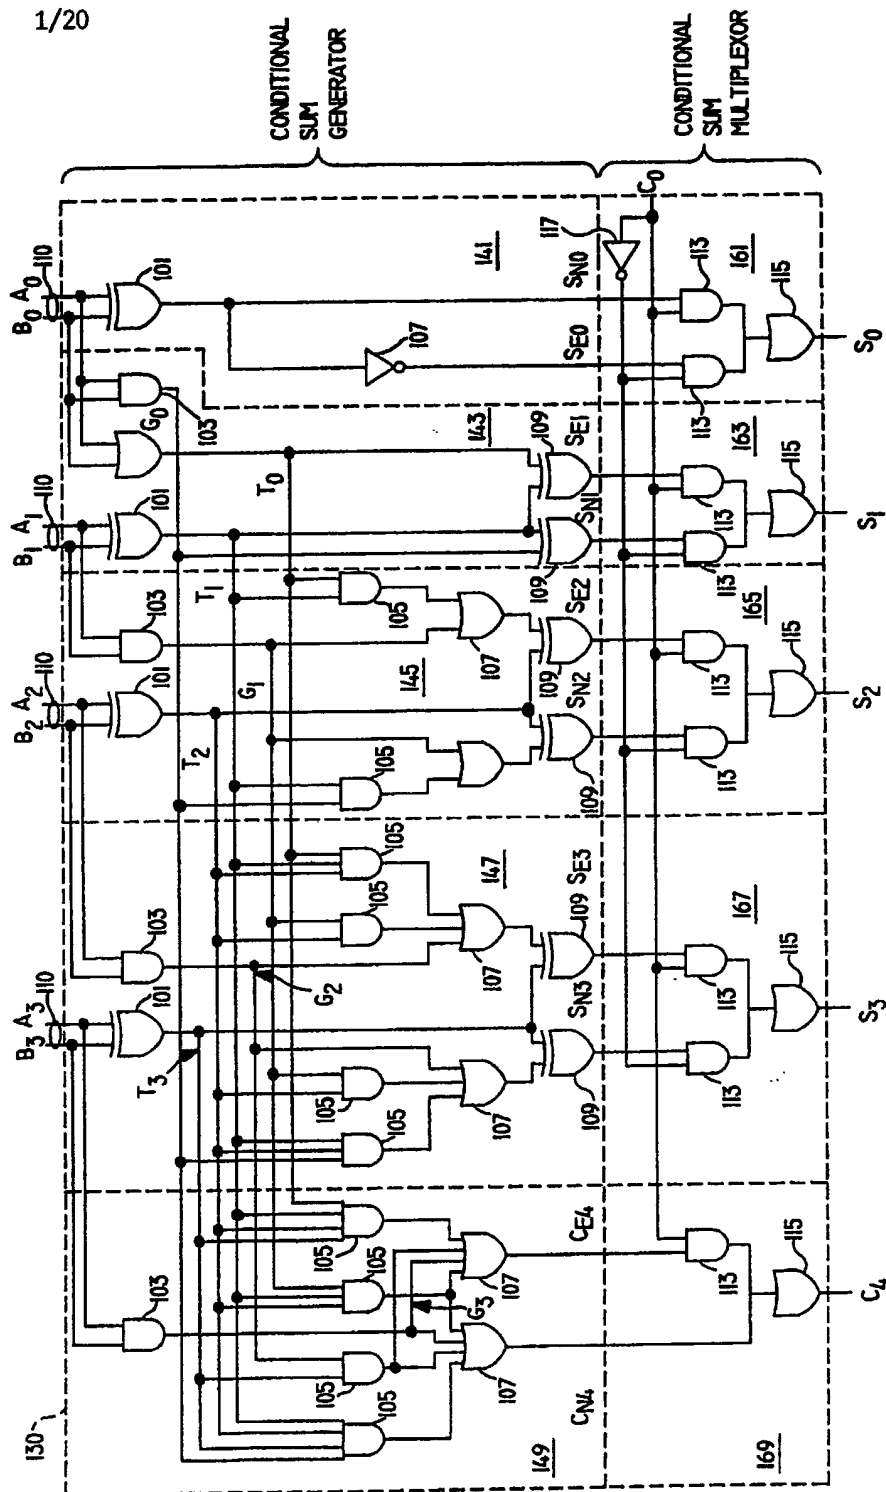 1/20
CONDITIONAL
SUM
GENERATOR
CONDITIONAL
SUM
MULTIPLEXOR
130
B3
A3
110
B2
A2
110
B1
A1
110
B0
A0
110
103
101
103
101
103
101
103
101
T3
G2
T2
G1
T1
T0
G0
107
105
105
105
105
105
105
105
105
105
105
G3
107
107
107
107
107
149
147
145
143
141
109
109
109
109
109
109
CN4
CE4
SN3
SE3
SN2
SE2
SN1
SE1
SE0
SN0
117
C0
113
113
113
113
113
113
113
113
113
169
167
165
163
161
115
115
115
115
115
C4
S3
S2
S1
S0